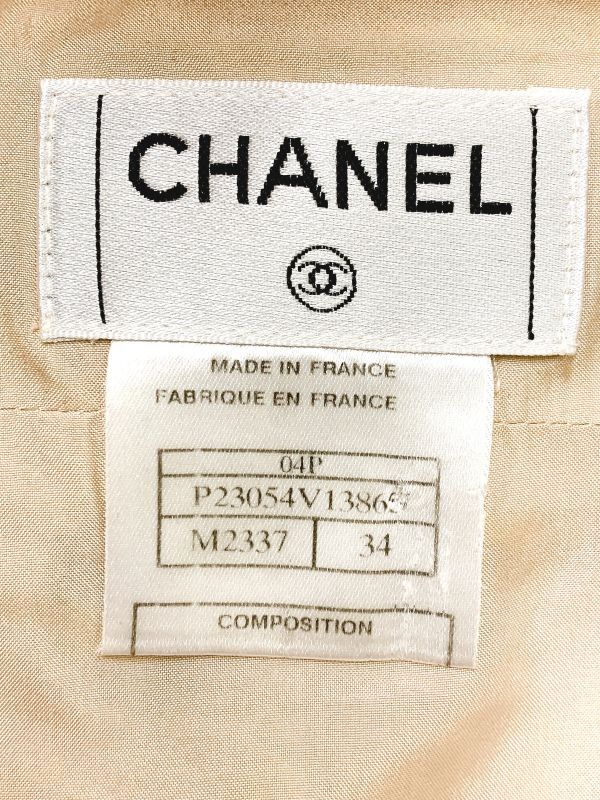 CHANEL
MADE IN FRANCE
FABRIQUE EN FRANCE
04P
P23054V13865
M2337 34
COMPOSITION